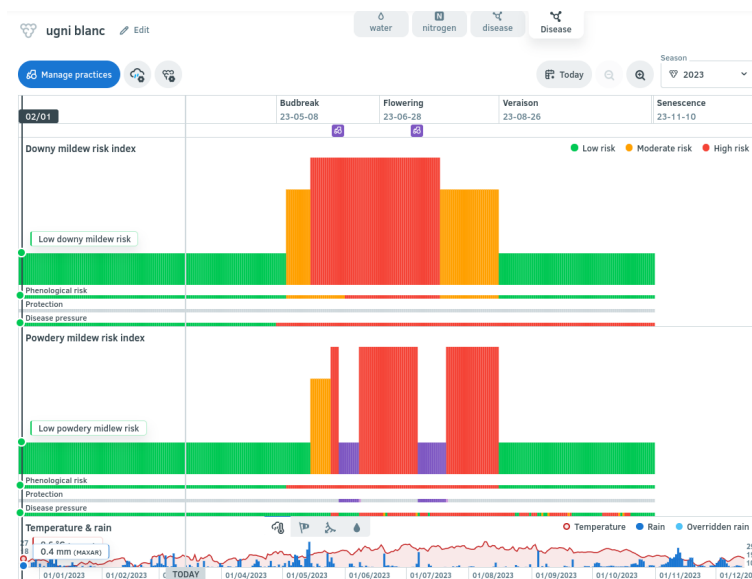 ugni blanc Edit
water nitrogen disease Disease
N
Manage practices
Today
Season
2023
Budbreak Flowering Veraison Senescence
02/01 23-05-08 23-06-28 23-08-26 23-11-10
Downy mildew risk index Low risk Moderate risk High risk
Low downy mildew risk
Phenological risk
Protection
Disease pressure
Powdery mildew risk index
Low powdery midlew risk
Phenological risk
Protection
Disease pressure
Temperature & rain Temperature Rain Overridden rain
27
18
0.4 mm (MAXAR)
01/01/2023 01/02/2023 TODAY 01/04/2023 01/05/2023 01/06/2023 01/07/2023 01/08/2023 01/09/2023 01/10/2023 01/11/2023